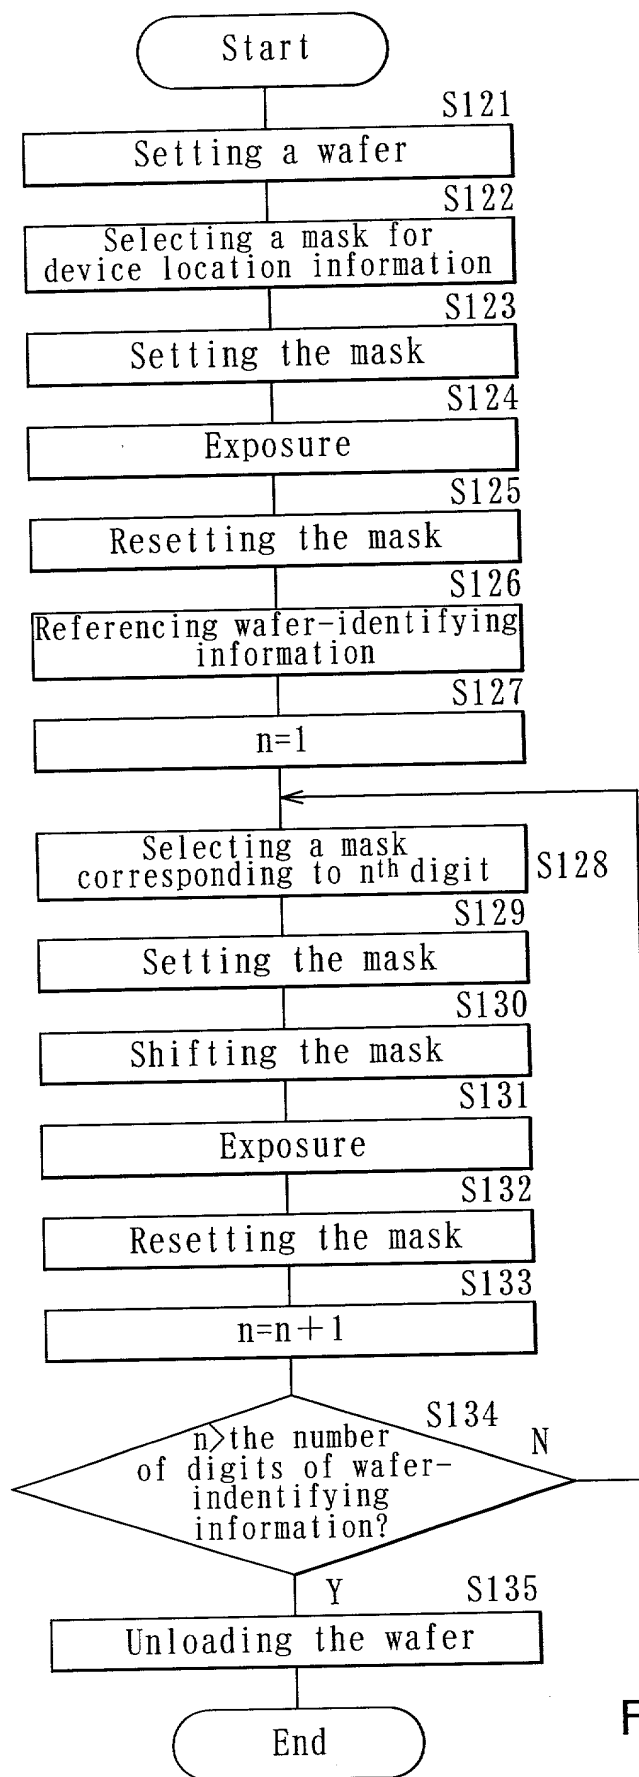 Start
S121
Setting a wafer
S122
Selecting a mask for
device location information
S123
Setting the mask
S124
Exposure
S125
Resetting the mask
S126
Referencing wafer-identifying
information
S127
n=1
Selecting a mask
corresponding to nth digit
S128
S129
Setting the mask
S130
Shifting the mask
S131
Exposure
S132
Resetting the mask
S133
n=n+1
S134
n>the number
of digits of wafer-
indentifying
information?
N
Y
S135
Unloading the wafer
End
F